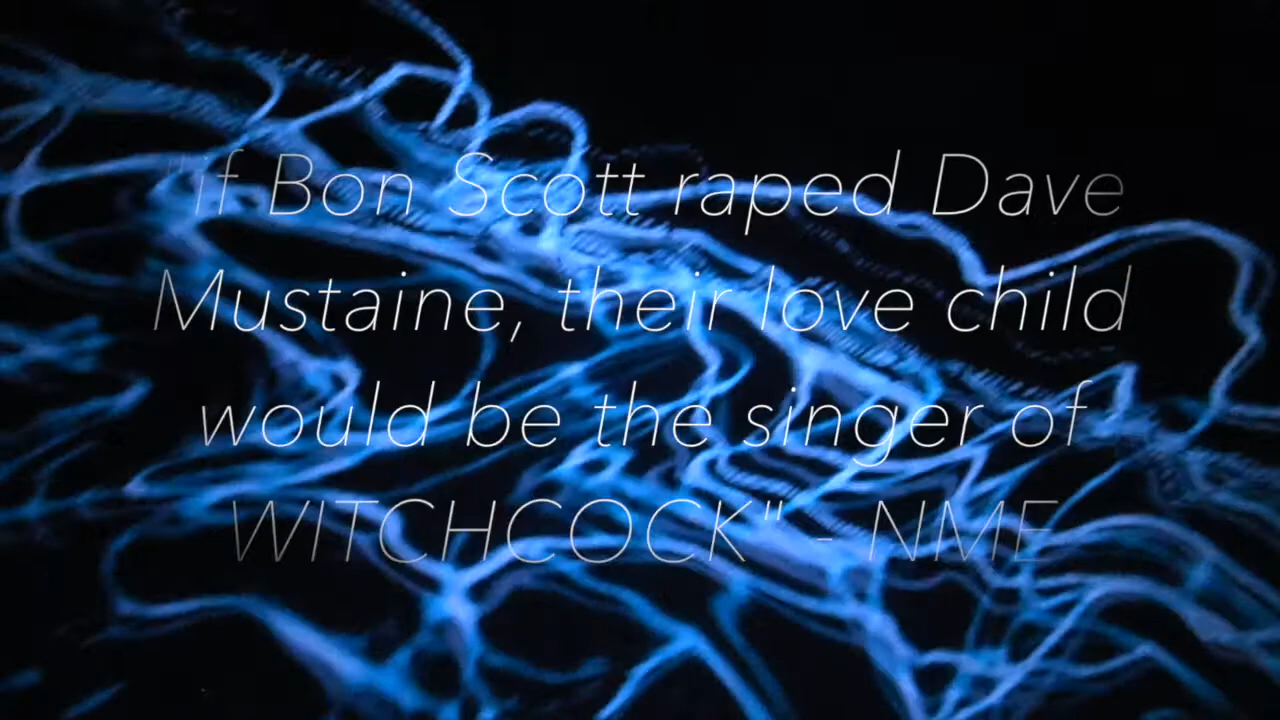 "if Bon Scott raped Dave
Mustaine, their love child
would be the singer of
WITCHCOCK" - NME